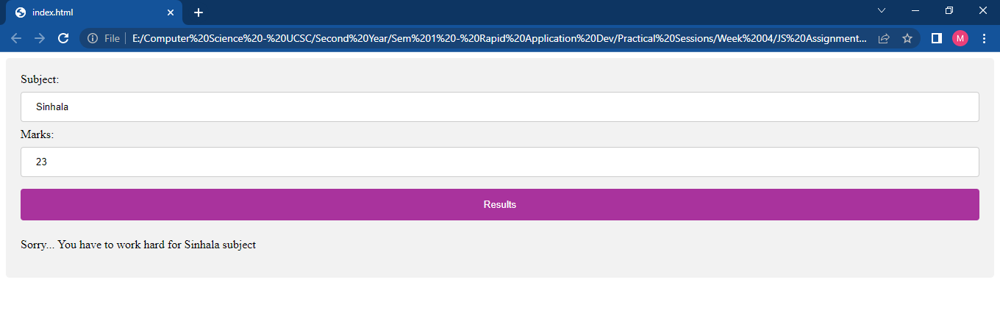 index.html
File E:/Computer%20Science%20-%20UCSC/Second%20Year/Sem%201%20-%20Rapid%20Application%20Dev/Practical%20Sessions/Week%2004/JS%20Assignment...
M
Subject:
Sinhala
Marks:
23
Results
Sorry... You have to work hard for Sinhala subject